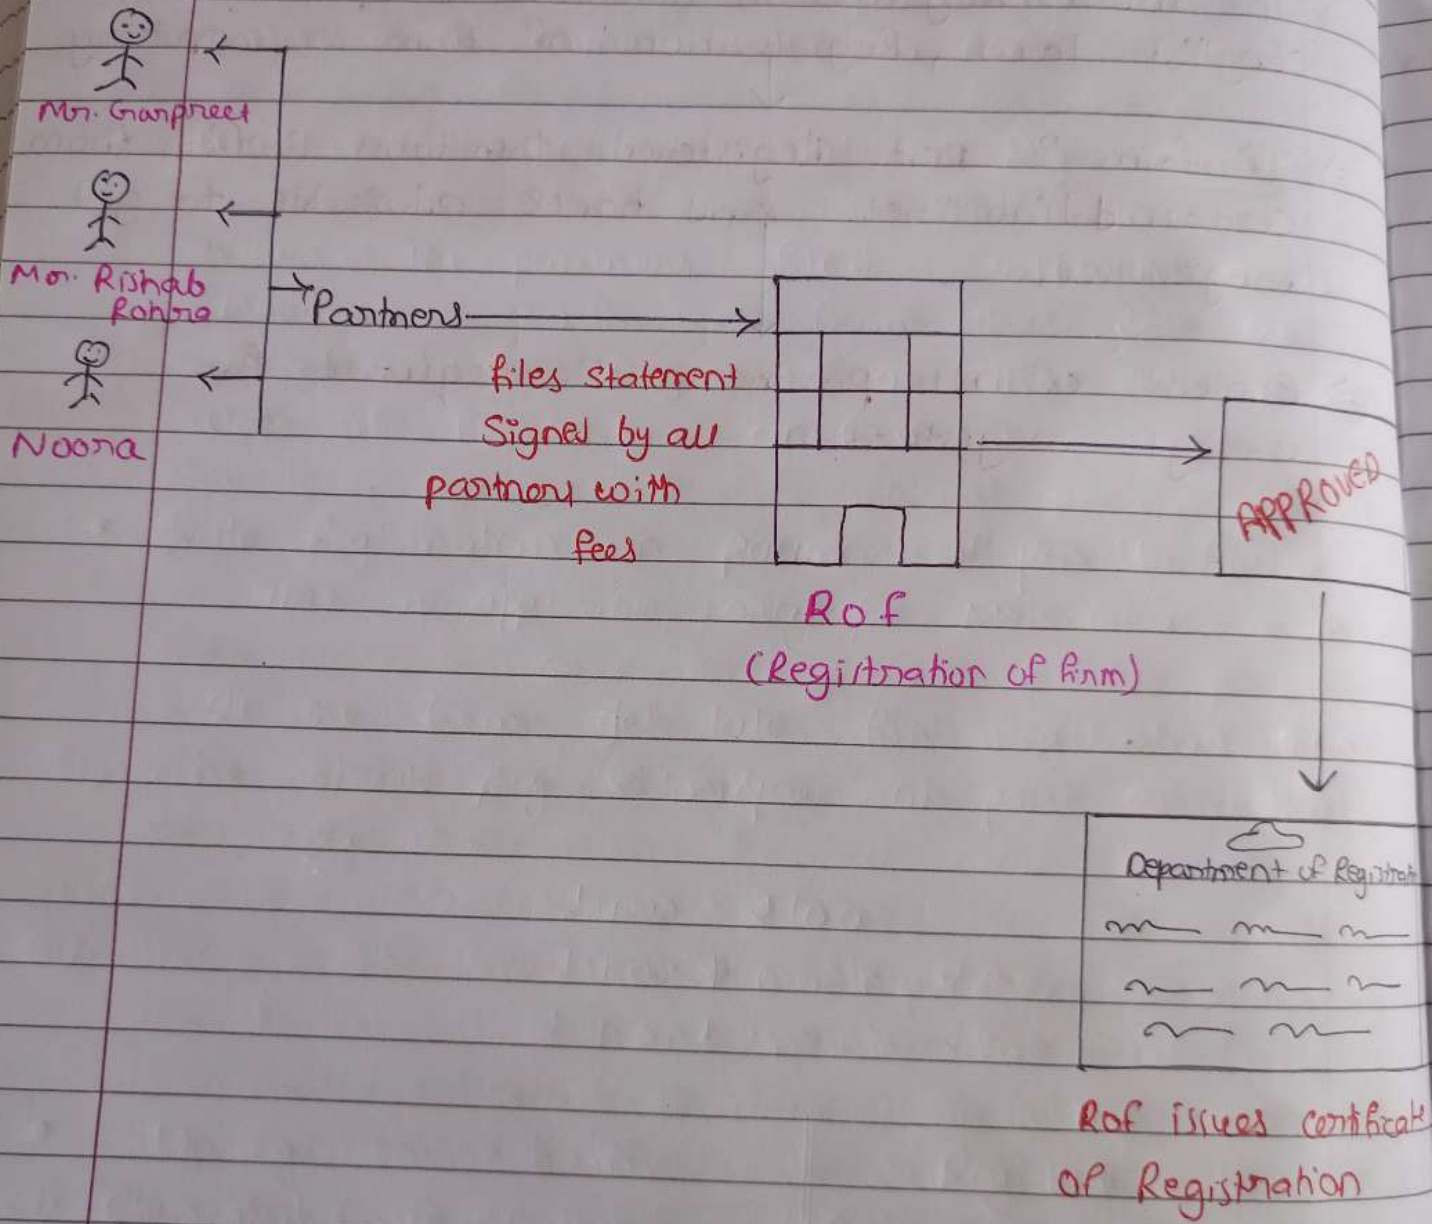 Mr. Ganpreet
Mr. Rishab
Rohra
Noora
Partners
files statement
Signed by all
partners with
fees
ROF
(Registration of firm)
APPROVED
Department of Registrati
ROF issues certificate
of Registration